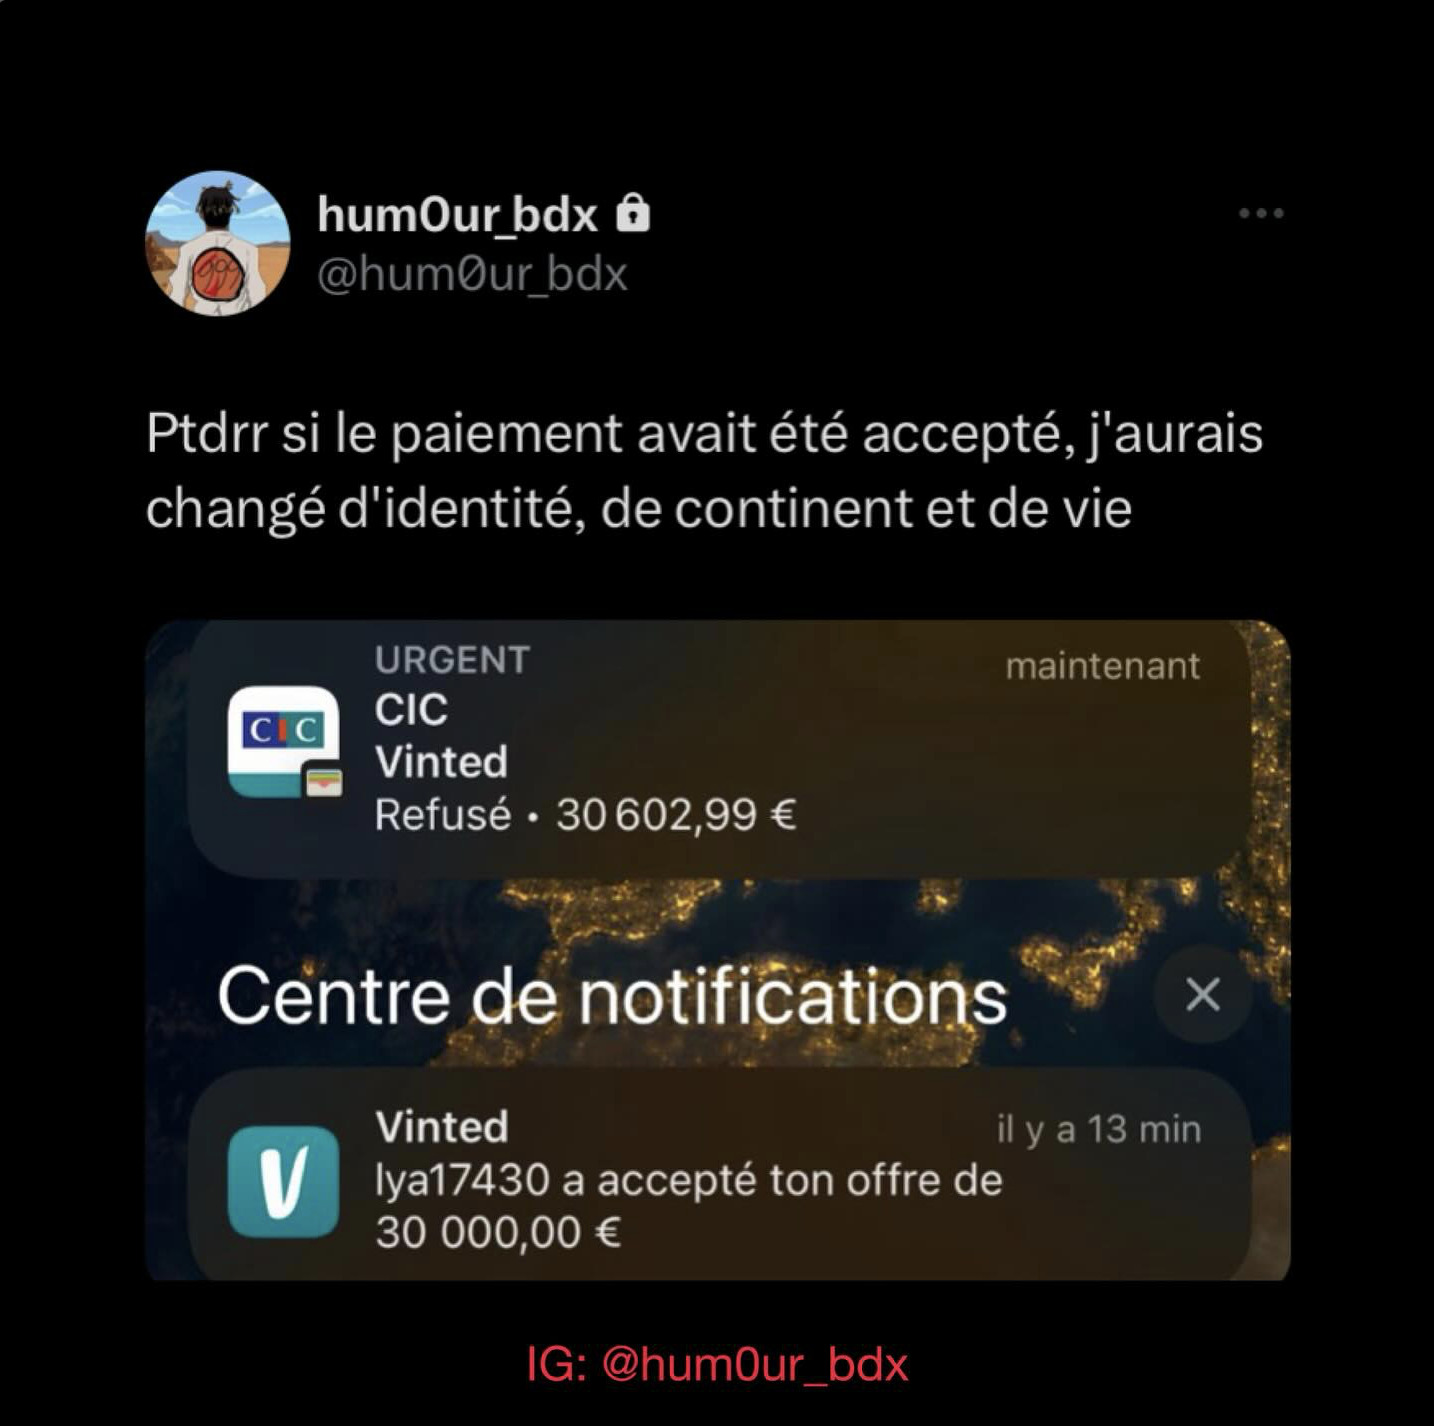 hum0ur_bdx
@hum0ur_bdx
Ptdrr si le paiement avait été accepté, j'aurais
changé d'identité, de continent et de vie
URGENT
maintenant
CIC
CIC
Vinted
Refusé • 30 602,99 €
Centre de notifications
Vinted
il y a 13 min
lya17430 a accepté ton offre de
30 000,00 €
IG: @hum0ur_bdx